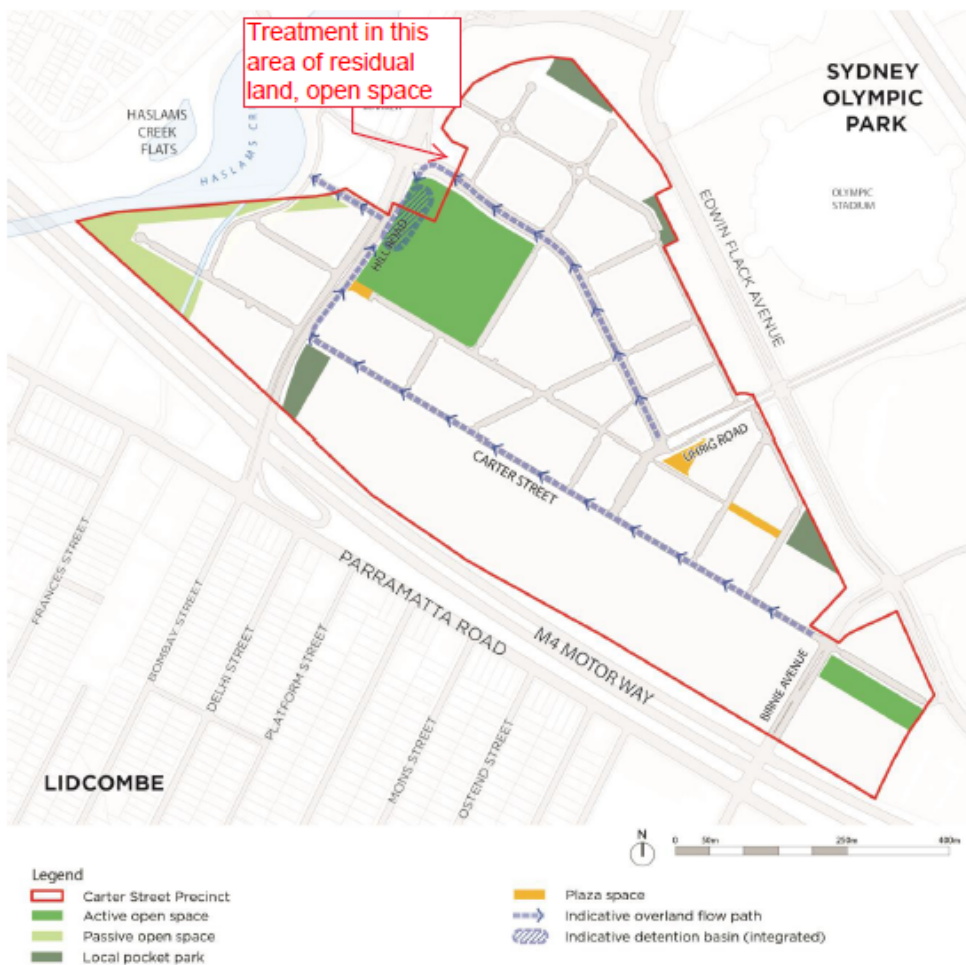 Treatment in this
area of residual
land, open space
SYDNEY
OLYMPIC
PARK
HASLAMS
CREEK
FLATS
HASLAMS CR
OLYMPIC
STADIUM
EDWIN FLACK AVENUE
HILL ROAD
UHRIG ROAD
CARTER STREET
PARRAMATTA ROAD
M4 MOTOR WAY
BIRNIE AVENUE
FRANCES STREET
BOMBAY STREET
DELHI STREET
PLATFORM STREET
MONS STREET
OSTEND STREET
LIDCOMBE
N
0 50m 250m 400m
Legend
Carter Street Precinct
Active open space
Passive open space
Local pocket park
Plaza space
Indicative overland flow path
Indicative detention basin (integrated)